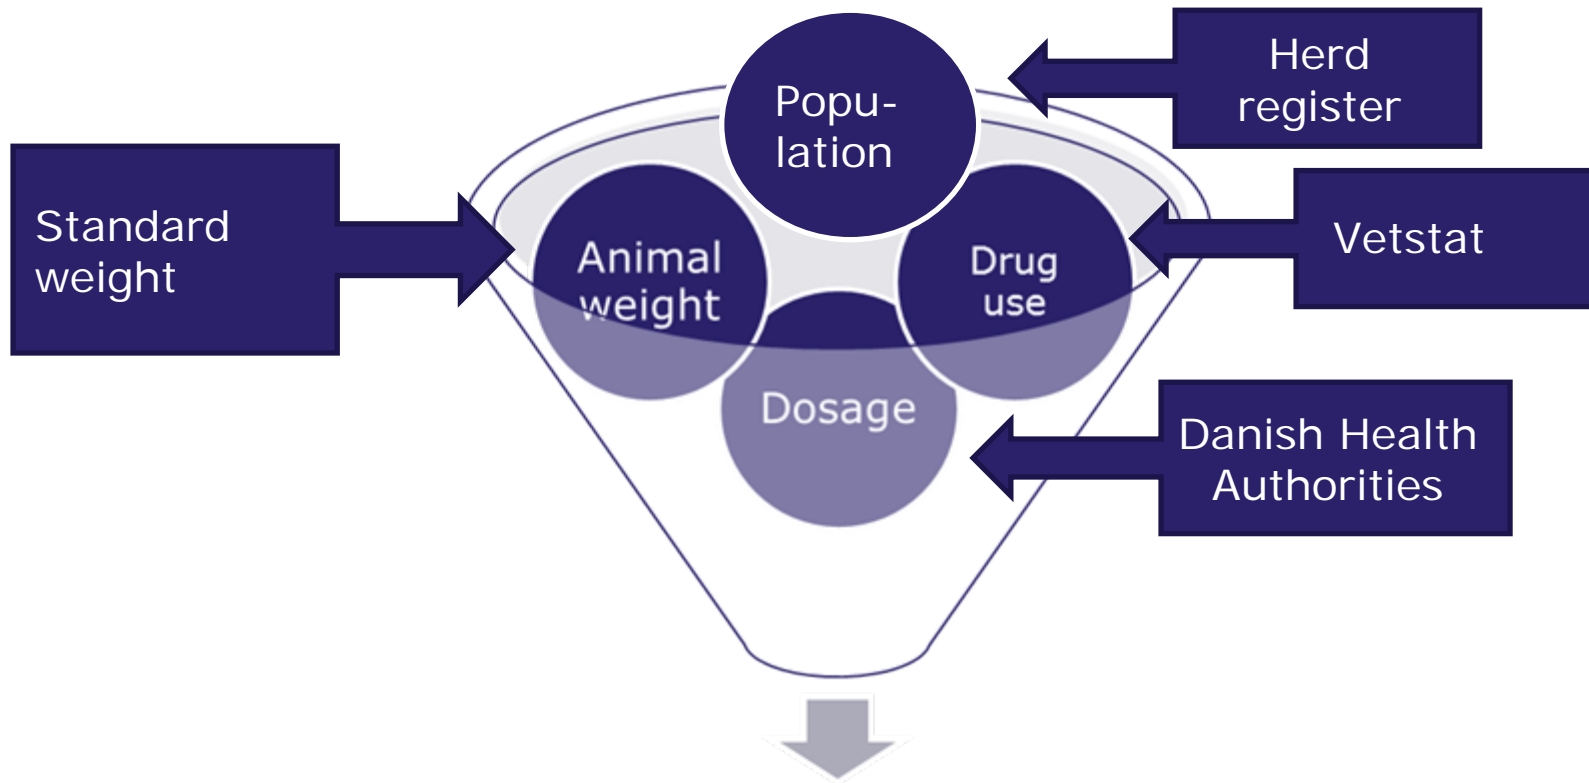 Popu-
lation
Herd
register
Standard
weight
Animal
weight
Drug
use
Vetstat
Dosage
Danish Health
Authorities